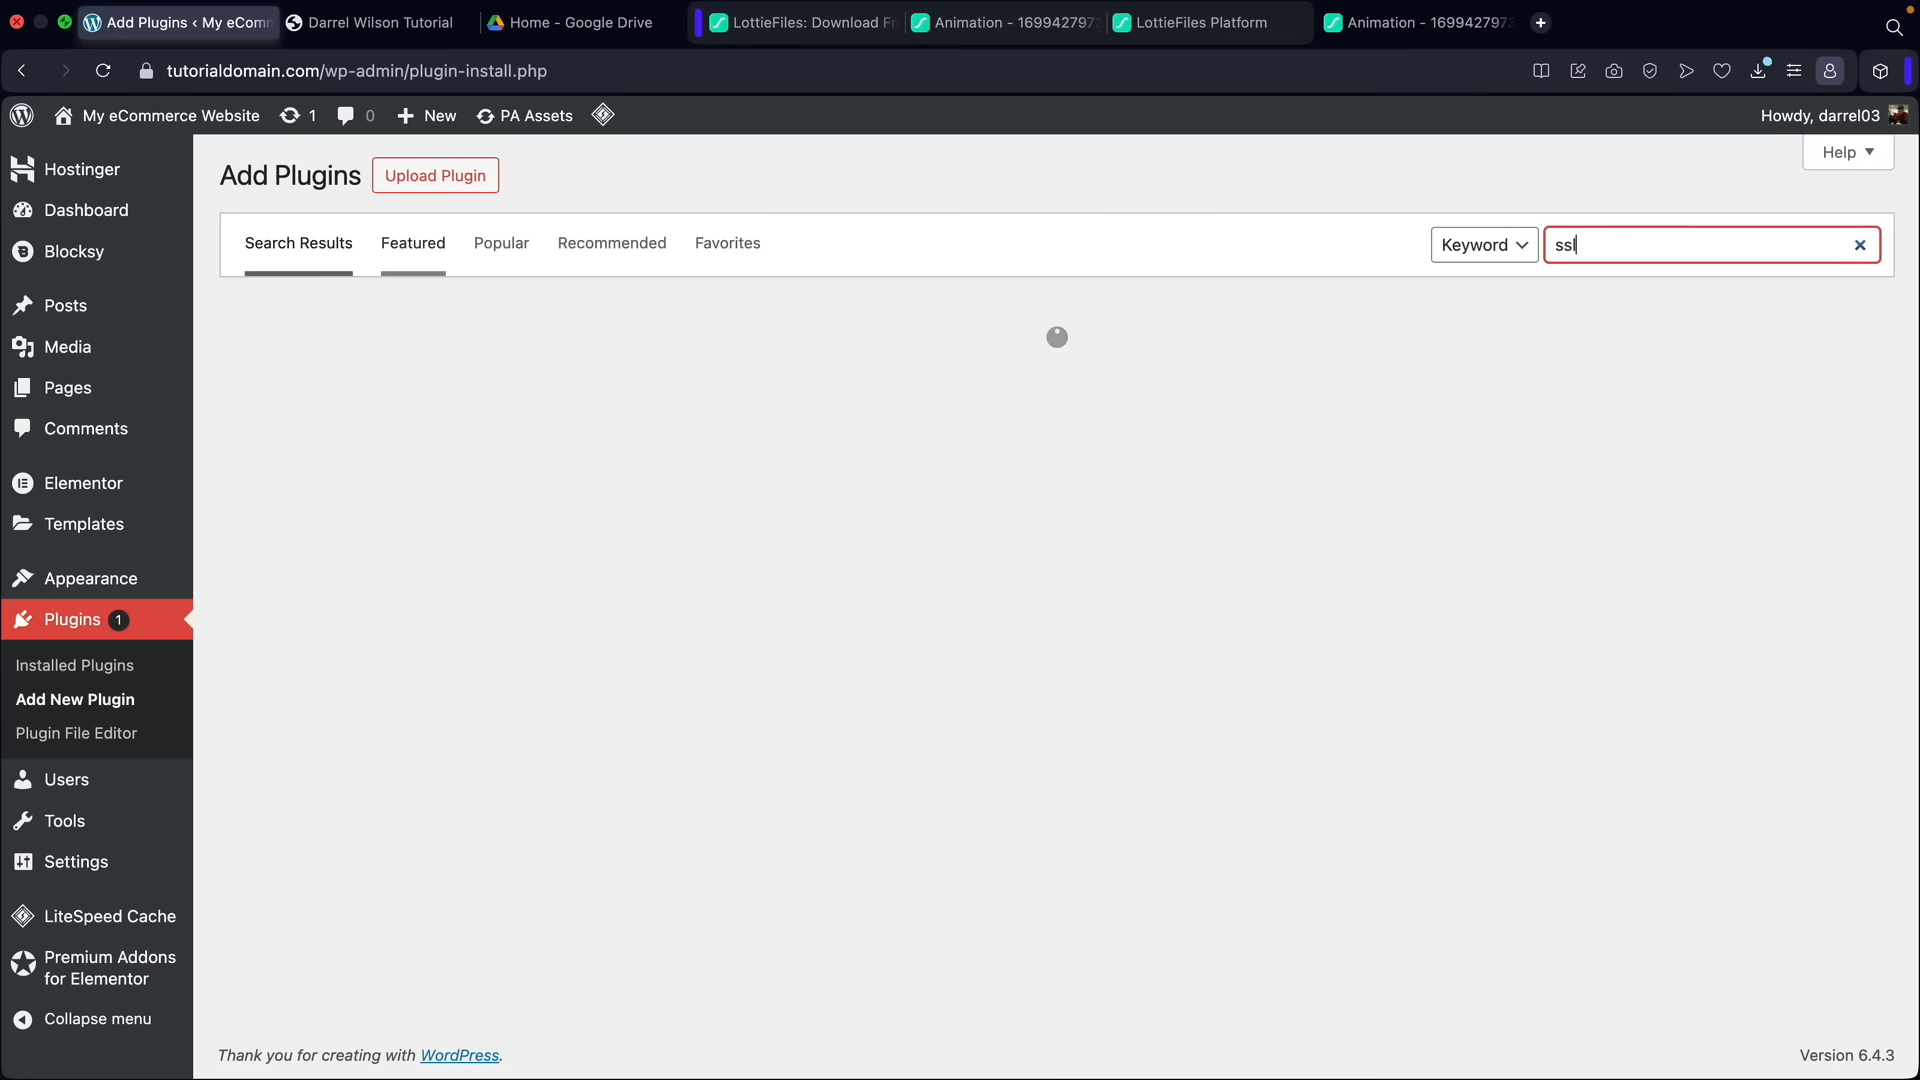 Add Plugins ‹ My eComm
Darrel Wilson Tutorial
Home - Google Drive
LottieFiles: Download Fr
Animation - 1699427973
LottieFiles Platform
Animation - 1699427973
tutorialdomain.com/wp-admin/plugin-install.php
My eCommerce Website
1
0
New
PA Assets
Howdy, darrel03
Hostinger
Dashboard
Blocksy
Posts
Media
Pages
Comments
Elementor
Templates
Appearance
Plugins 1
Installed Plugins
Add New Plugin
Plugin File Editor
Users
Tools
Settings
LiteSpeed Cache
Premium Addons
for Elementor
Collapse menu
Add Plugins
Upload Plugin
Help
Search Results
Featured
Popular
Recommended
Favorites
Keyword
ssl
Thank you for creating with WordPress.
Version 6.4.3